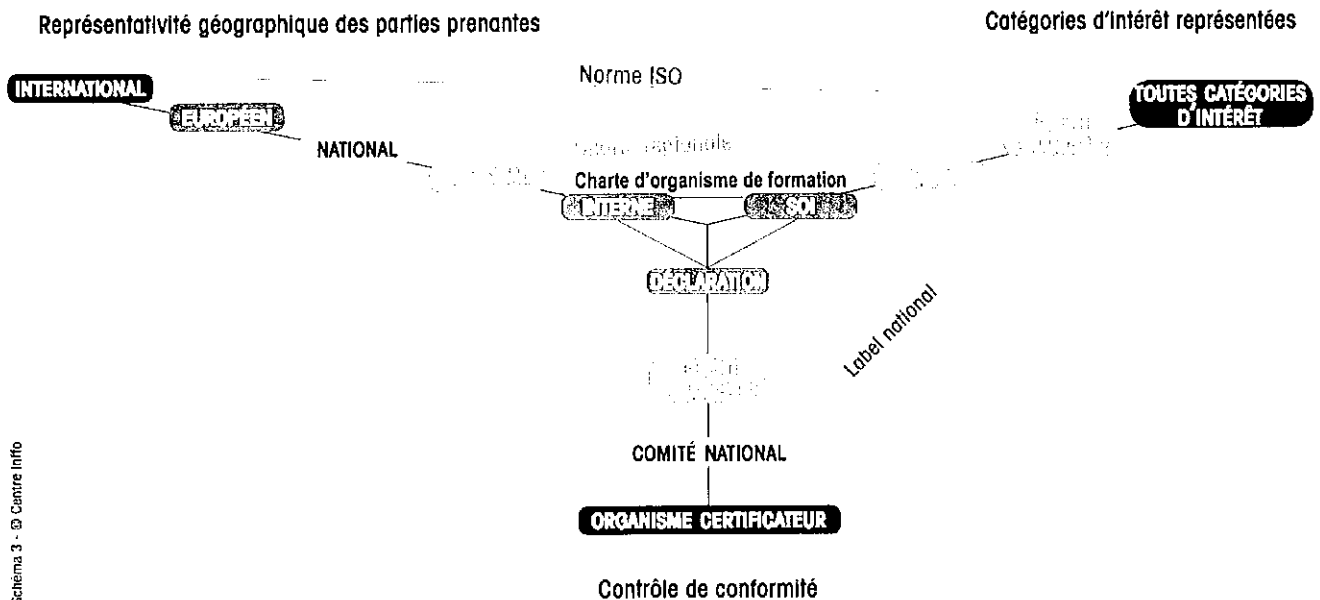 Représentativité géographique des parties prenantes
Catégories d'intérêt représentées
Norme ISO
INTERNATIONAL
EUROPÉEN
TOUTES CATÉGORIES
D'INTÉRÊT
NATIONAL
Charte d'organisme de formation
INTERNE
SOI
DÉCLARATION
Label national
COMITÉ NATIONAL
ORGANISME CERTIFICATEUR
Contrôle de conformité
Schéma 3 - © Centre Inffo